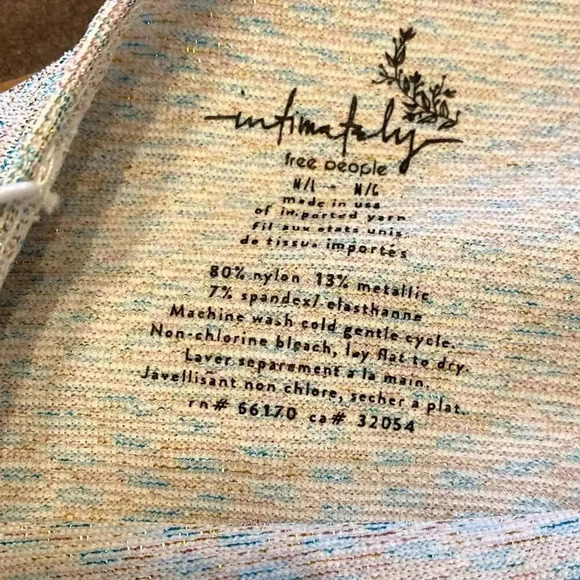 intimately
free people
M/L - M/G
made in usa
of imported yarn
fil aux etats unis
de tissus importés
80% nylon 13% metallic
7% spandex/ elasthanne
Machine wash cold gentle cycle.
Non-chlorine bleach, lay flat to dry.
Laver separement a la main.
Javellisant non chlore, secher a plat.
rn# 66170 ca# 32054